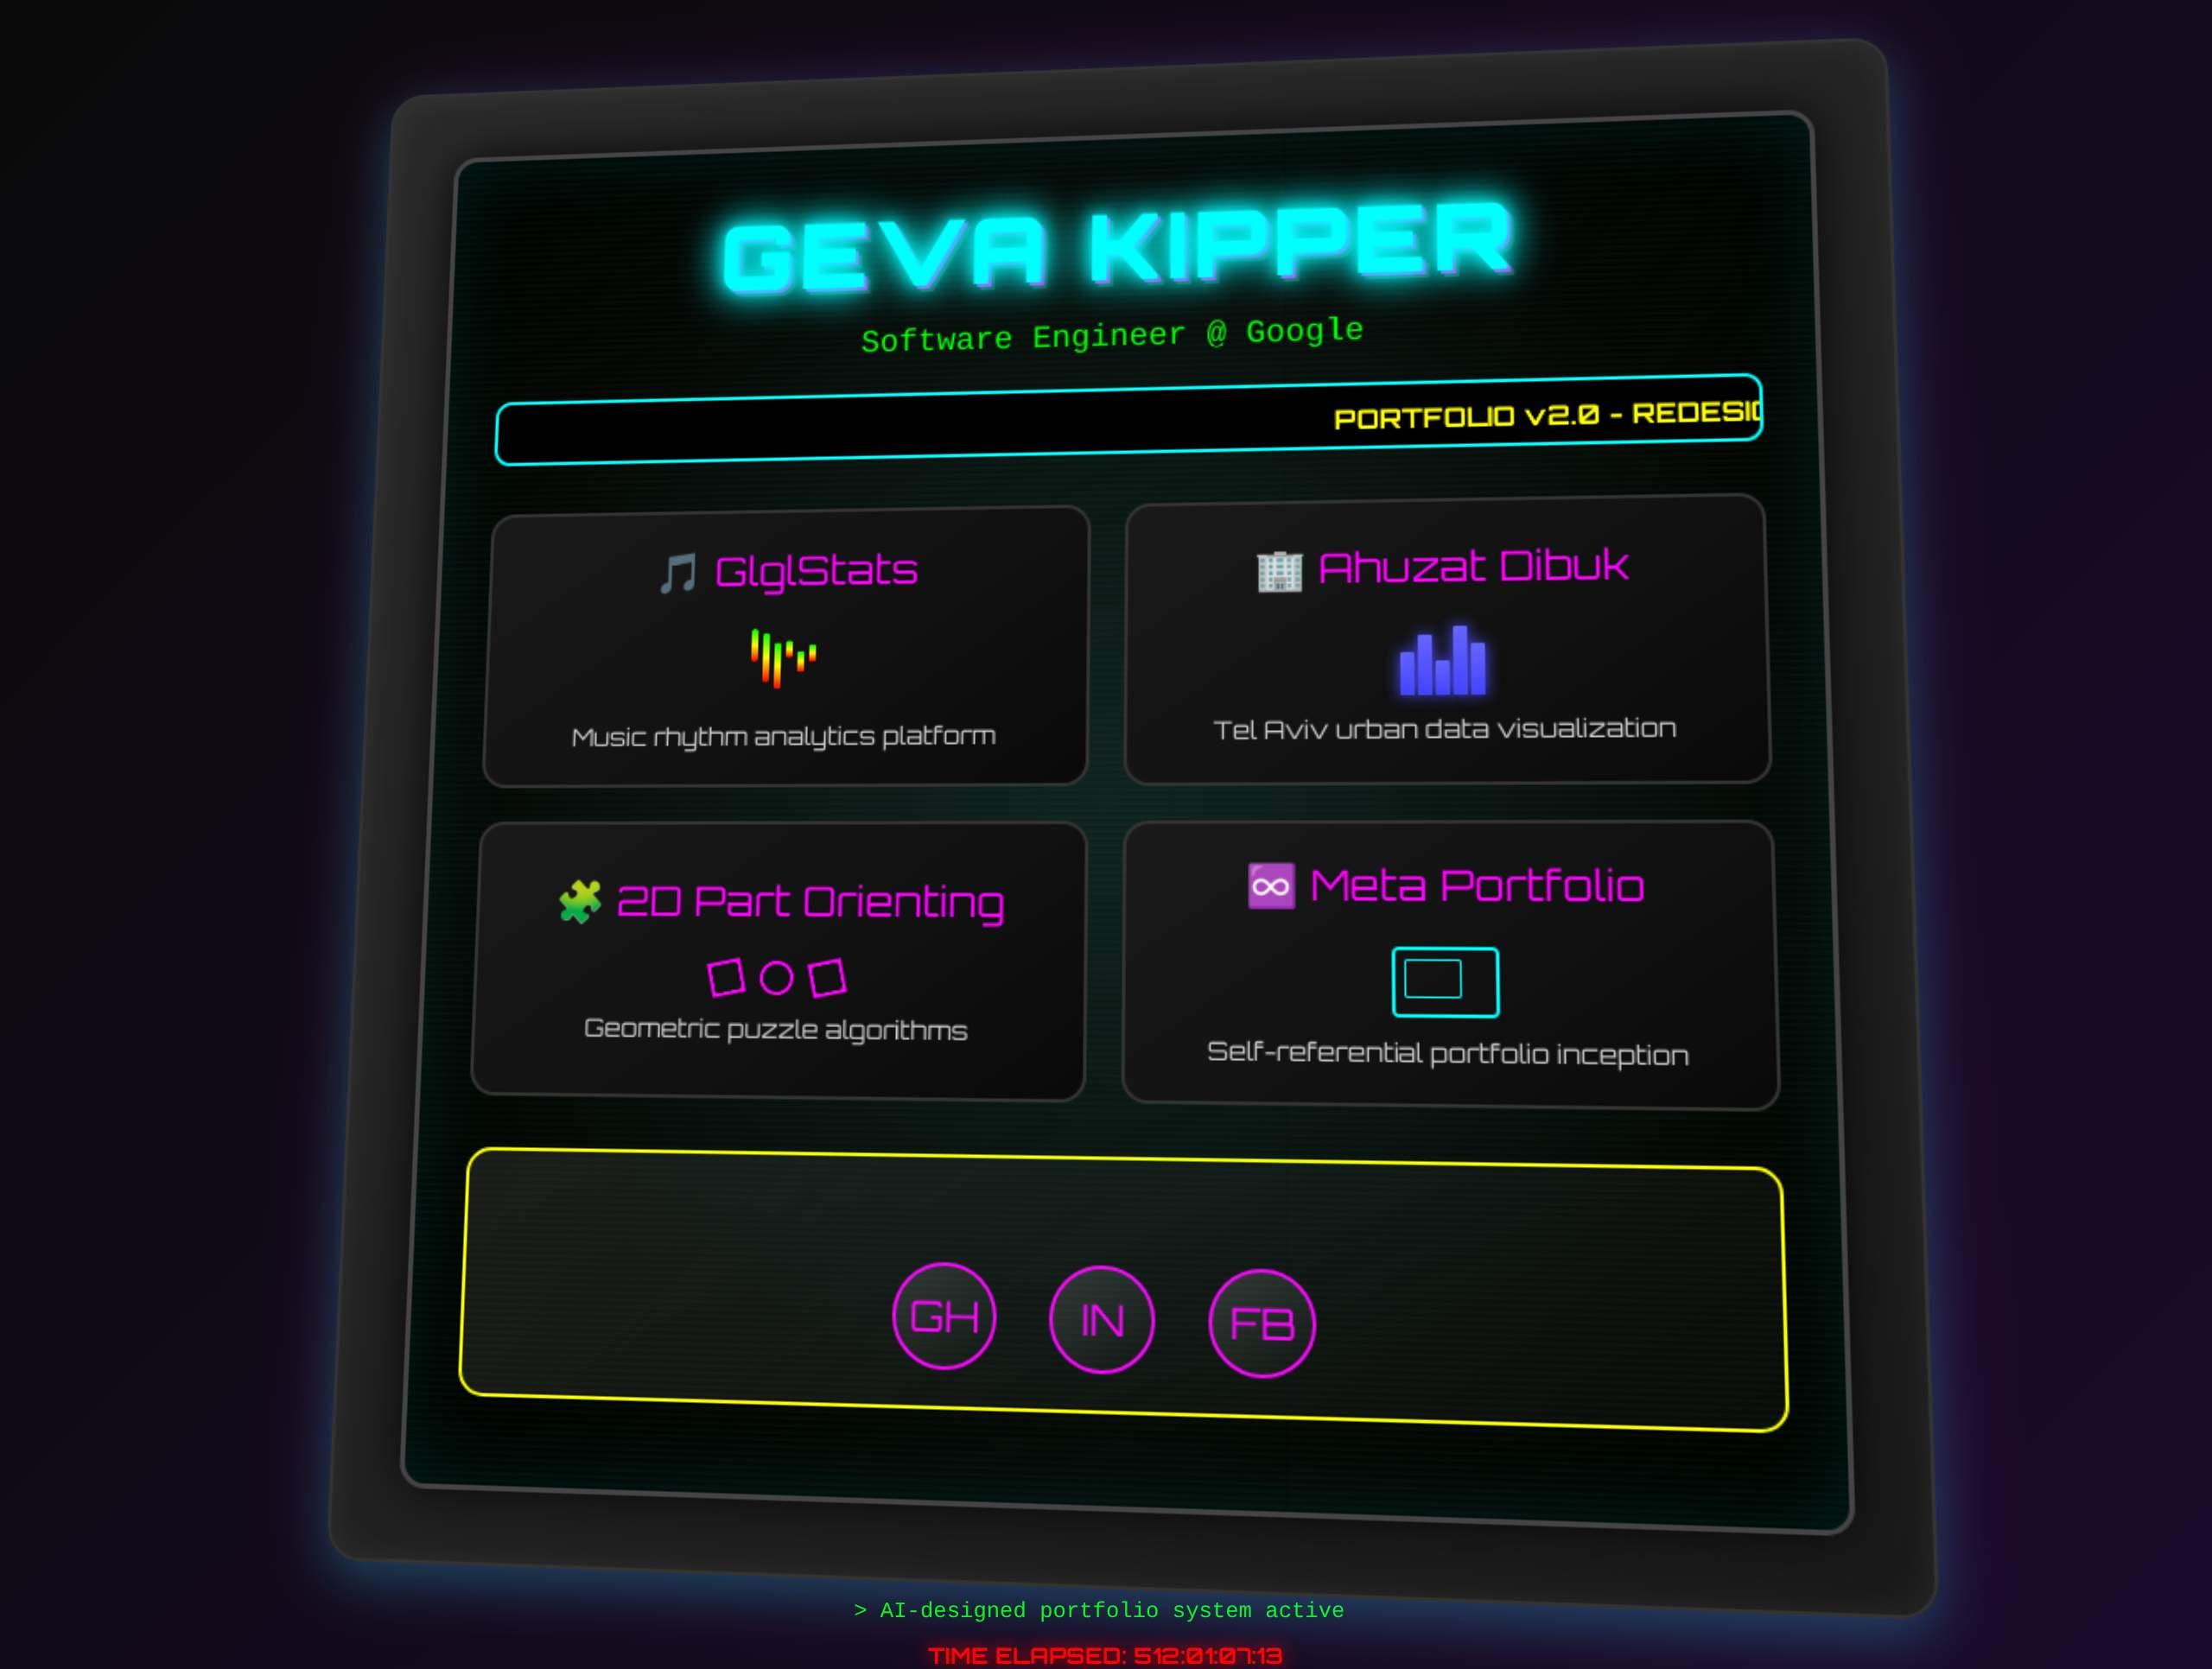 GEVA KIPPER
Software Engineer @ Google
PORTFOLIO v2.0 - REDESIG
GlglStats
Music rhythm analytics platform
Ahuzat Dibuk
Tel Aviv urban data visualization
2D Part Orienting
Geometric puzzle algorithms
Meta Portfolio
Self-referential portfolio inception
GH
IN
FB
> AI-designed portfolio system active
TIME ELAPSED: 512:01:07:13